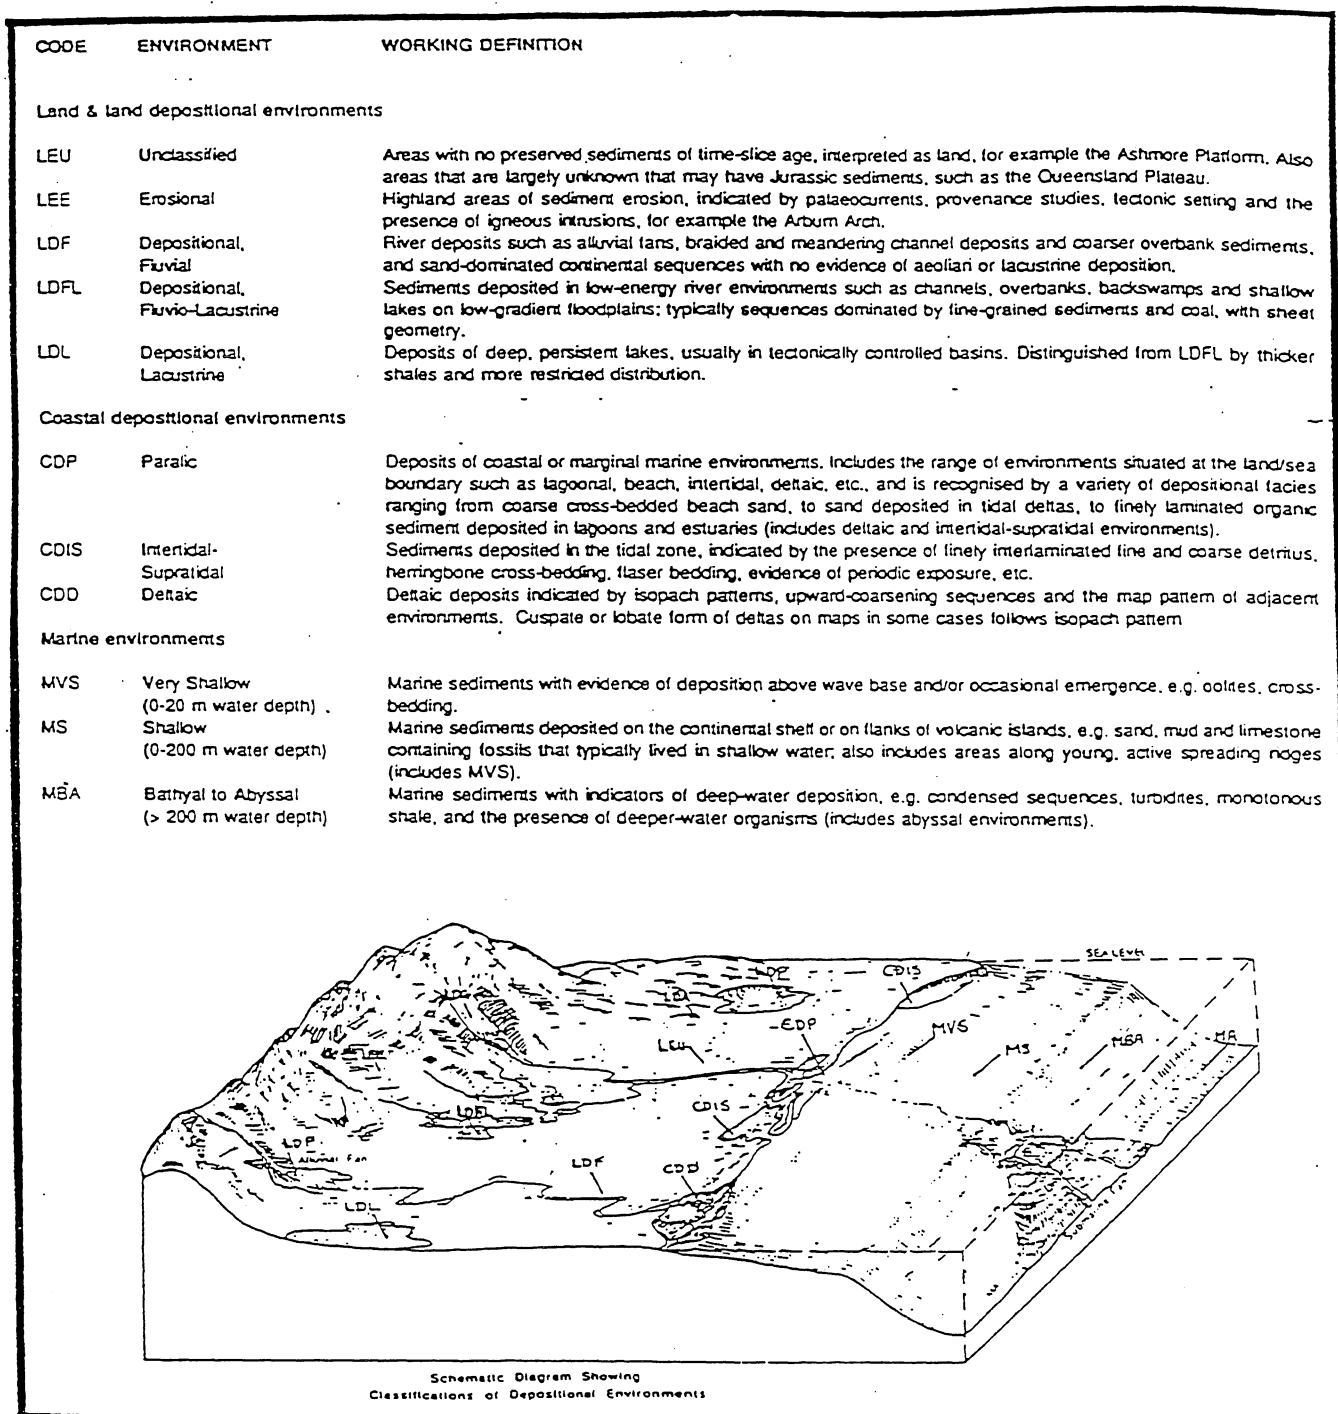 CODE ENVIRONMENT WORKING DEFINITION
Land & land depositional environments
LEU Unclassified Areas with no preserved sediments of time-slice age, interpreted as land, for example the Ashmore Platform. Also
areas that are largely unknown that may have Jurassic sediments, such as the Queensland Plateau.
LEE Erosional Highland areas of sediment erosion, indicated by palaeocurrents, provenance studies, tectonic setting and the
presence of igneous intrusions, for example the Arburn Arch.
LDF Depositional, River deposits such as alluvial fans, braided and meandering channel deposits and coarser overbank sediments,
Fluvial and sand-dominated continental sequences with no evidence of aeolian or lacustrine deposition.
LDFL Depositional, Sediments deposited in low-energy river environments such as channels, overbanks, backswamps and shallow
Fluvio-Lacustrine lakes on low-gradient floodplains; typically sequences dominated by fine-grained sediments and coal, with sheet
geometry.
LDL Depositional, Deposits of deep, persistent lakes, usually in tectonically controlled basins. Distinguished from LDFL by thicker
Lacustrine shales and more restricted distribution.
Coastal depositional environments
CDP Paralic Deposits of coastal or marginal marine environments. Includes the range of environments situated at the land/sea
boundary such as lagoonal, beach, intertidal, deltaic, etc., and is recognised by a variety of depositional facies
ranging from coarse cross-bedded beach sand, to sand deposited in tidal deltas, to finely laminated organic
sediment deposited in lagoons and estuaries (includes deltaic and intertidal-supratidal environments).
CDIS Intertidal- Sediments deposited in the tidal zone, indicated by the presence of finely interlaminated fine and coarse detritus,
Supratidal herringbone cross-bedding, flaser bedding, evidence of periodic exposure, etc.
CDD Deltaic Deltaic deposits indicated by isopach patterns, upward-coarsening sequences and the map pattern of adjacent
environments. Cuspate or lobate form of deltas on maps in some cases follows isopach pattern
Marine environments
MVS Very Shallow Marine sediments with evidence of deposition above wave base and/or occasional emergence, e.g. oolites, cross-
(0-20 m water depth) bedding.
MS Shallow Marine sediments deposited on the continental shelf or on flanks of volcanic islands, e.g. sand, mud and limestone
(0-200 m water depth) containing fossils that typically lived in shallow water; also includes areas along young, active spreading ridges
(includes MVS).
MBA Bathyal to Abyssal Marine sediments with indicators of deep-water deposition, e.g. condensed sequences, turbidites, monotonous
(> 200 m water depth) shale, and the presence of deeper-water organisms (includes abyssal environments).
SEA LEVEL
LDP CDIS
CDP MVS
LEU MS MBA MA
CDIS
LDP
Alluvial Fan
LDF CDD
LDL
Schematic Diagram Showing
Classifications of Depositional Environments